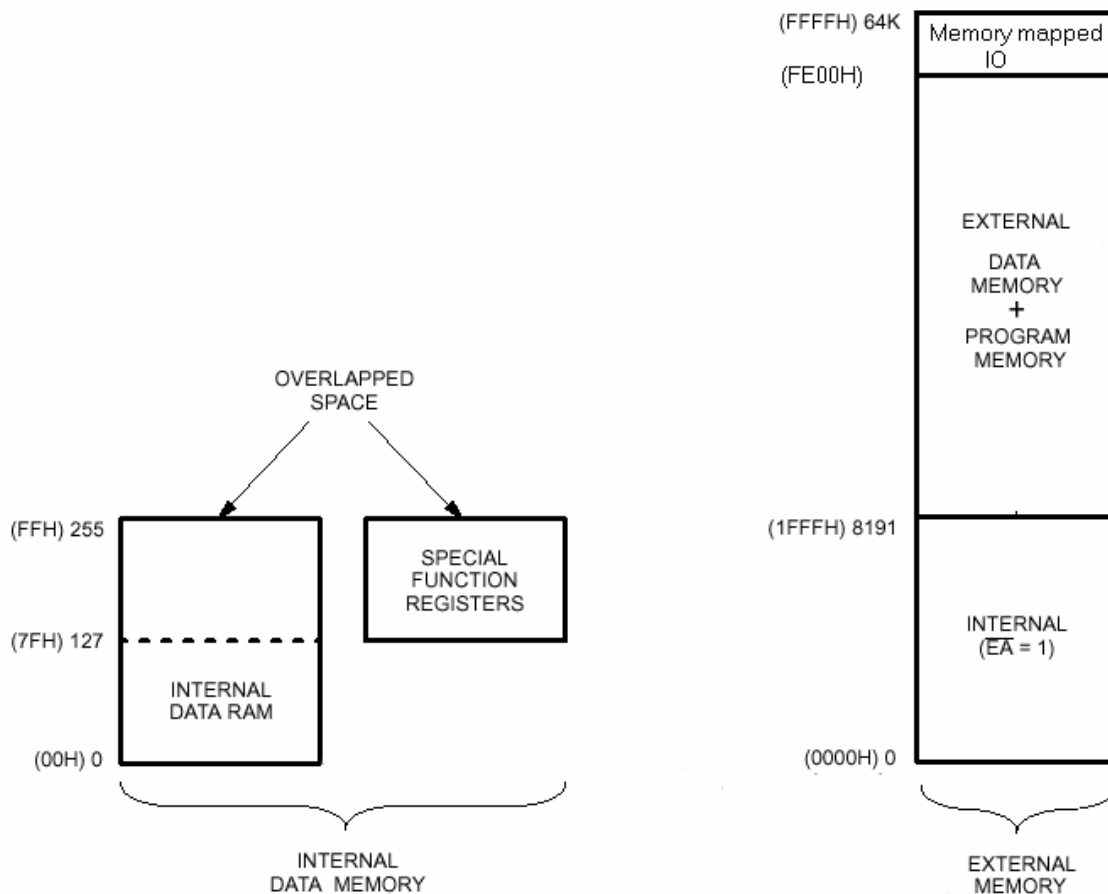 (FFFFH) 64K
Memory mapped
IO
(FE00H)
EXTERNAL
DATA
MEMORY
+
PROGRAM
MEMORY
OVERLAPPED
SPACE
(FFH) 255
SPECIAL
FUNCTION
REGISTERS
(7FH) 127
INTERNAL
DATA RAM
(00H) 0
(1FFFH) 8191
INTERNAL
(E̅A̅ = 1)
(0000H) 0
INTERNAL
DATA MEMORY
EXTERNAL
MEMORY